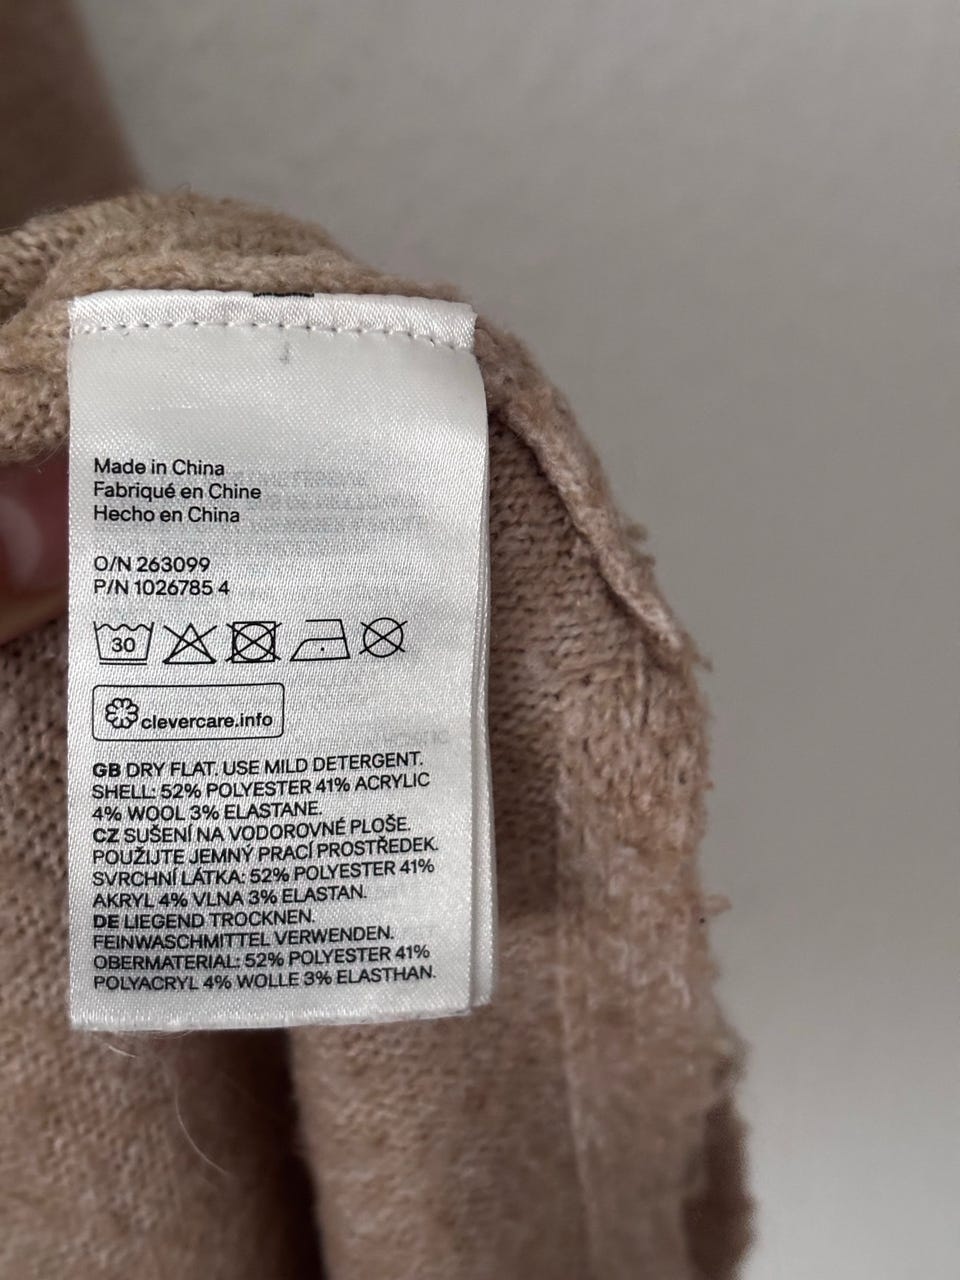 Made in China
Fabriqué en Chine
Hecho en China
O/N 263099
P/N 1026785 4
30
clevercare.info
GB DRY FLAT. USE MILD DETERGENT.
SHELL: 52% POLYESTER 41% ACRYLIC
4% WOOL 3% ELASTANE.
CZ SUŠENÍ NA VODOROVNÉ PLOŠE.
POUŽIJTE JEMNÝ PRACÍ PROSTŘEDEK.
SVRCHNÍ LÁTKA: 52% POLYESTER 41%
AKRYL 4% VLNA 3% ELASTAN.
DE LIEGEND TROCKNEN.
FEINWASCHMITTEL VERWENDEN.
OBERMATERIAL: 52% POLYESTER 41%
POLYACRYL 4% WOLLE 3% ELASTHAN.